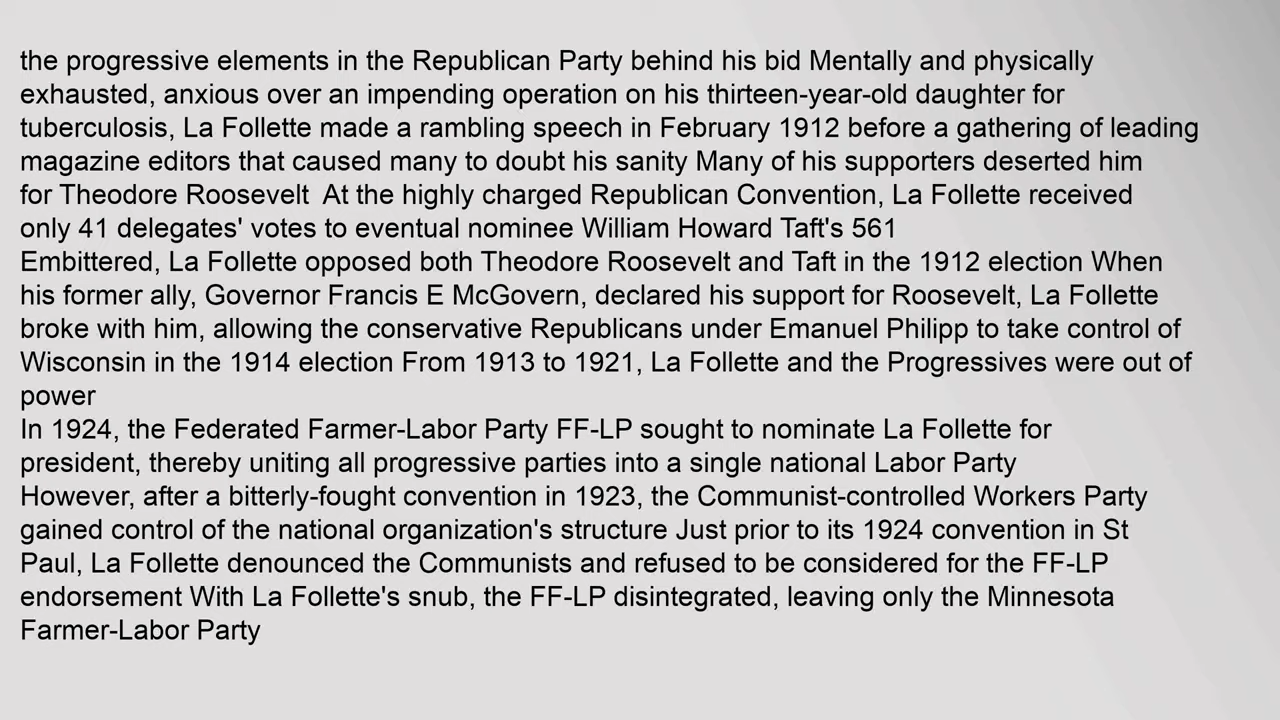 the progressive elements in the Republican Party behind his bid Mentally and physically
exhausted, anxious over an impending operation on his thirteen-year-old daughter for
tuberculosis, La Follette made a rambling speech in February 1912 before a gathering of leading
magazine editors that caused many to doubt his sanity Many of his supporters deserted him
for Theodore Roosevelt  At the highly charged Republican Convention, La Follette received
only 41 delegates' votes to eventual nominee William Howard Taft's 561
Embittered, La Follette opposed both Theodore Roosevelt and Taft in the 1912 election When
his former ally, Governor Francis E McGovern, declared his support for Roosevelt, La Follette
broke with him, allowing the conservative Republicans under Emanuel Philipp to take control of
Wisconsin in the 1914 election From 1913 to 1921, La Follette and the Progressives were out of
power
In 1924, the Federated Farmer-Labor Party FF-LP sought to nominate La Follette for
president, thereby uniting all progressive parties into a single national Labor Party
However, after a bitterly-fought convention in 1923, the Communist-controlled Workers Party
gained control of the national organization's structure Just prior to its 1924 convention in St
Paul, La Follette denounced the Communists and refused to be considered for the FF-LP
endorsement With La Follette's snub, the FF-LP disintegrated, leaving only the Minnesota
Farmer-Labor Party